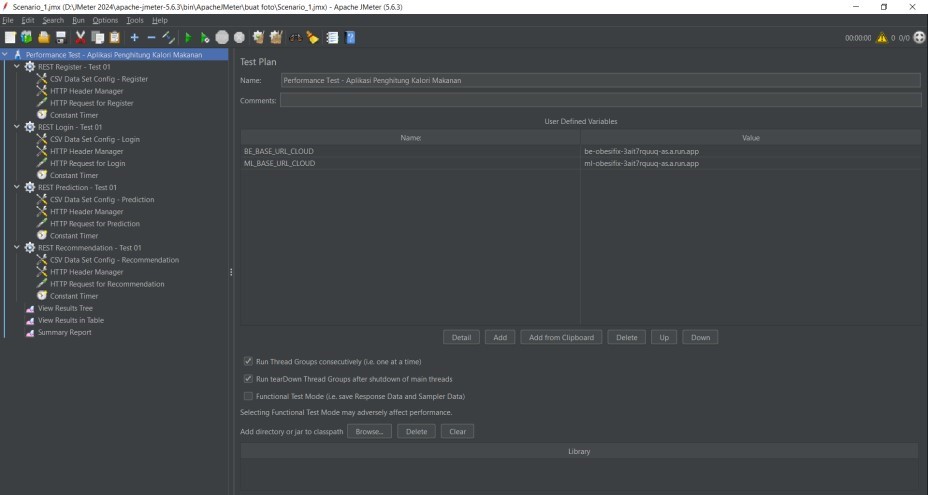 Scenario_1.jmx (D:\JMeter 2024\apache-jmeter-5.6.3\bin\ApacheJMeter\buat foto\Scenario_1.jmx) - Apache JMeter (5.6.3)
File Edit Search Run Options Tools Help
00:00:00 0 0/0
Performance Test - Aplikasi Penghitung Kalori Makanan
REST Register - Test 01
CSV Data Set Config - Register
HTTP Header Manager
HTTP Request for Register
Constant Timer
REST Login - Test 01
CSV Data Set Config - Login
HTTP Header Manager
HTTP Request for Login
Constant Timer
REST Prediction - Test 01
CSV Data Set Config - Prediction
HTTP Header Manager
HTTP Request for Prediction
Constant Timer
REST Recommendation - Test 01
CSV Data Set Config - Recommendation
HTTP Header Manager
HTTP Request for Recommendation
Constant Timer
View Results Tree
View Results in Table
Summary Report
Test Plan
Name: Performance Test - Aplikasi Penghitung Kalori Makanan
Comments:
User Defined Variables
Name: Value
BE_BASE_URL_CLOUD be-obesifix-3ait7rquuq-as.a.run.app
ML_BASE_URL_CLOUD ml-obesifix-3ait7rquuq-as.a.run.app
Detail Add Add from Clipboard Delete Up Down
Run Thread Groups consecutively (i.e. one at a time)
Run tearDown Thread Groups after shutdown of main threads
Functional Test Mode (i.e. save Response Data and Sampler Data)
Selecting Functional Test Mode may adversely affect performance.
Add directory or jar to classpath Browse... Delete Clear
Library